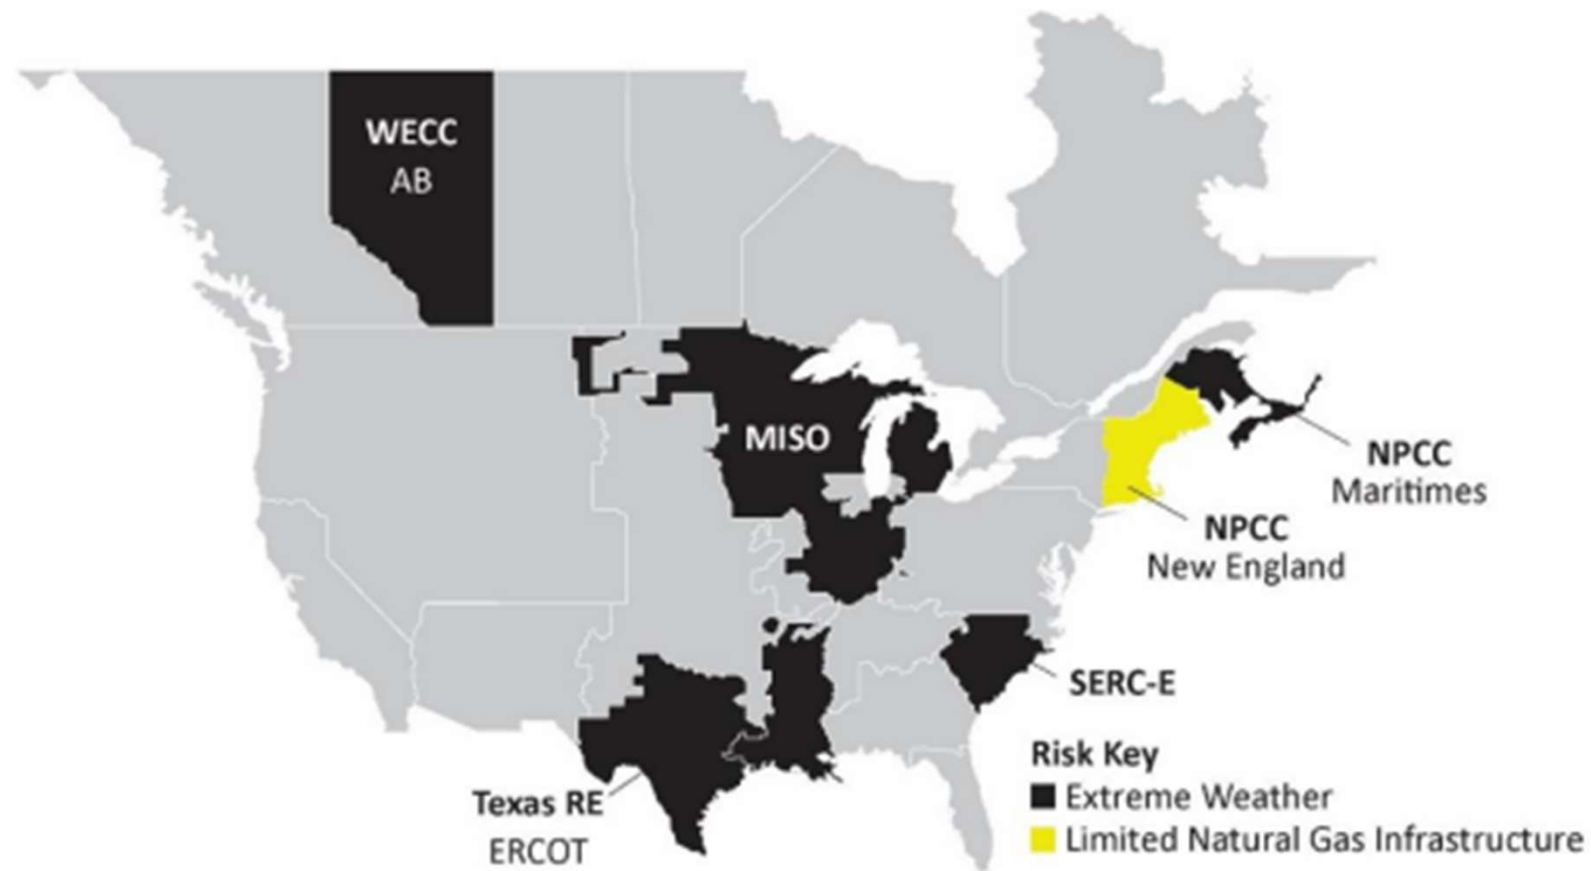 WECC
AB
MISO
NPCC
Maritimes
NPCC
New England
SERC-E
Texas RE
ERCOT
Risk Key
Extreme Weather
Limited Natural Gas Infrastructure